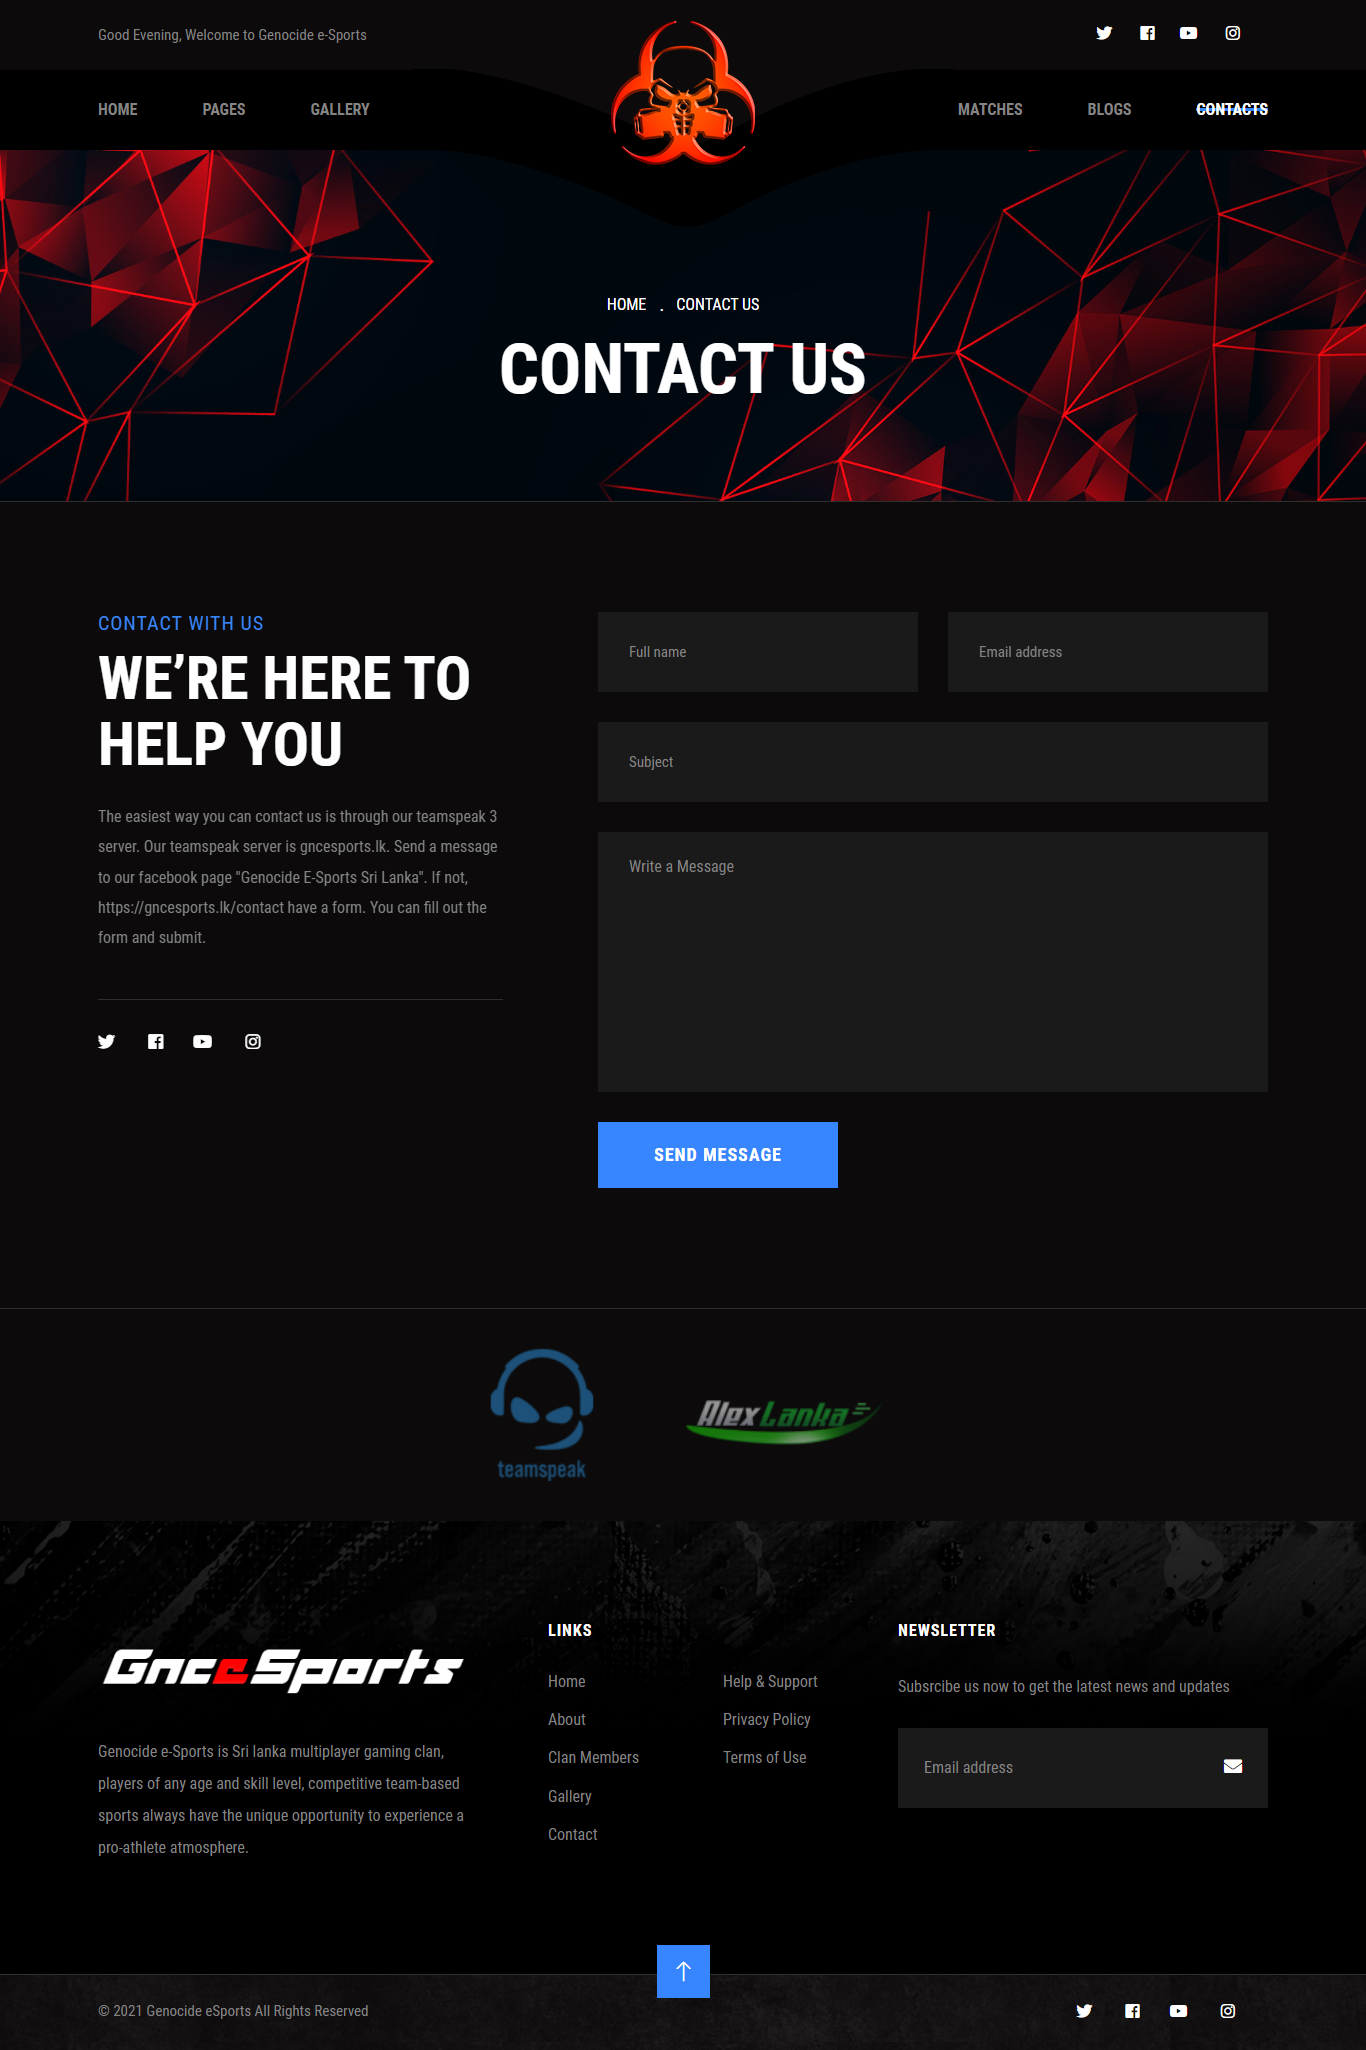 Good Evening, Welcome to Genocide e-Sports
HOME
PAGES
GALLERY
MATCHES
BLOGS
CONTACTS
HOME . CONTACT US
CONTACT US
CONTACT WITH US
WE’RE HERE TO
HELP YOU
The easiest way you can contact us is through our teamspeak 3
server. Our teamspeak server is gncesports.lk. Send a message
to our facebook page "Genocide E-Sports Sri Lanka". If not,
https://gncesports.lk/contact have a form. You can fill out the
form and submit.
Full name
Email address
Subject
Write a Message
SEND MESSAGE
teamspeak
AlexLanka
GnceSports
Genocide e-Sports is Sri lanka multiplayer gaming clan,
players of any age and skill level, competitive team-based
sports always have the unique opportunity to experience a
pro-athlete atmosphere.
LINKS
Home
About
Clan Members
Gallery
Contact
Help & Support
Privacy Policy
Terms of Use
NEWSLETTER
Subsrcibe us now to get the latest news and updates
Email address
© 2021 Genocide eSports All Rights Reserved